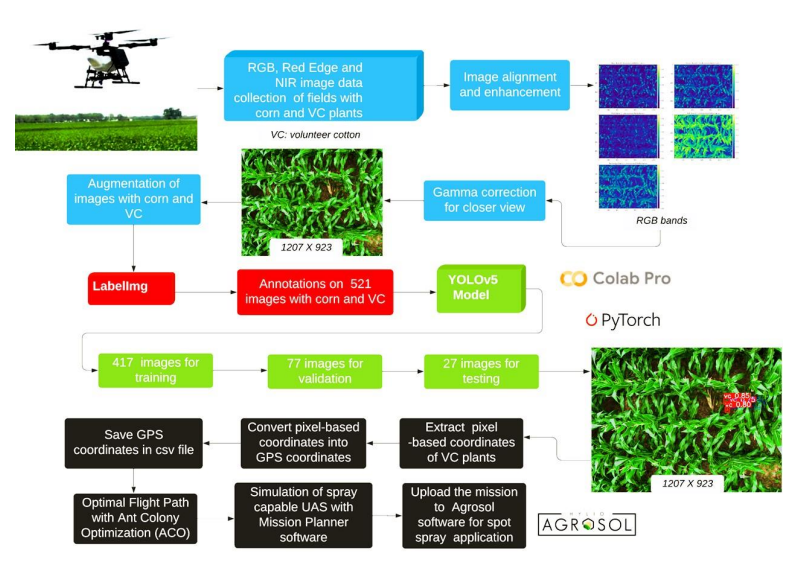 RGB, Red Edge and
NIR image data
collection of fields with
corn and VC plants
VC: volunteer cotton
Image alignment
and enhancement
RGB bands
Gamma correction
for closer view
1207 X 923
Augmentation of
images with corn and
VC
LabelImg
Annotations on 521
images with corn and VC
YOLOv5
Model
Colab Pro
PyTorch
417 images for
training
77 images for
validation
27 images for
testing
1207 X 923
Extract pixel
-based coordinates
of VC plants
Convert pixel-based
coordinates into
GPS coordinates
Save GPS
coordinates in csv file
Optimal Flight Path
with Ant Colony
Optimization (ACO)
Simulation of spray
capable UAS with
Mission Planner
software
Upload the mission
to Agrosol
software for spot
spray application
HYLIO
AGROSOL